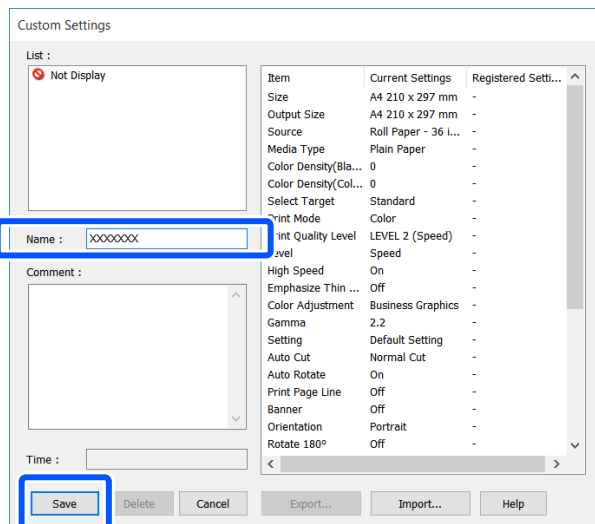 Custom Settings
List :
Not Display
Name : XXXXXXX
Comment :
Time :
Item Current Settings Registered Setti...
Size A4 210 x 297 mm -
Output Size A4 210 x 297 mm -
Source Roll Paper - 36 i... -
Media Type Plain Paper -
Color Density(Bla... 0 -
Color Density(Col... 0 -
Select Target Standard -
Print Mode Color -
Print Quality Level LEVEL 2 (Speed) -
Level Speed -
High Speed On -
Emphasize Thin ... Off -
Color Adjustment Business Graphics -
Gamma 2.2 -
Setting Default Setting -
Auto Cut Normal Cut -
Auto Rotate On -
Print Page Line Off -
Banner Off -
Orientation Portrait -
Rotate 180º Off -
Save Delete Cancel Export... Import... Help